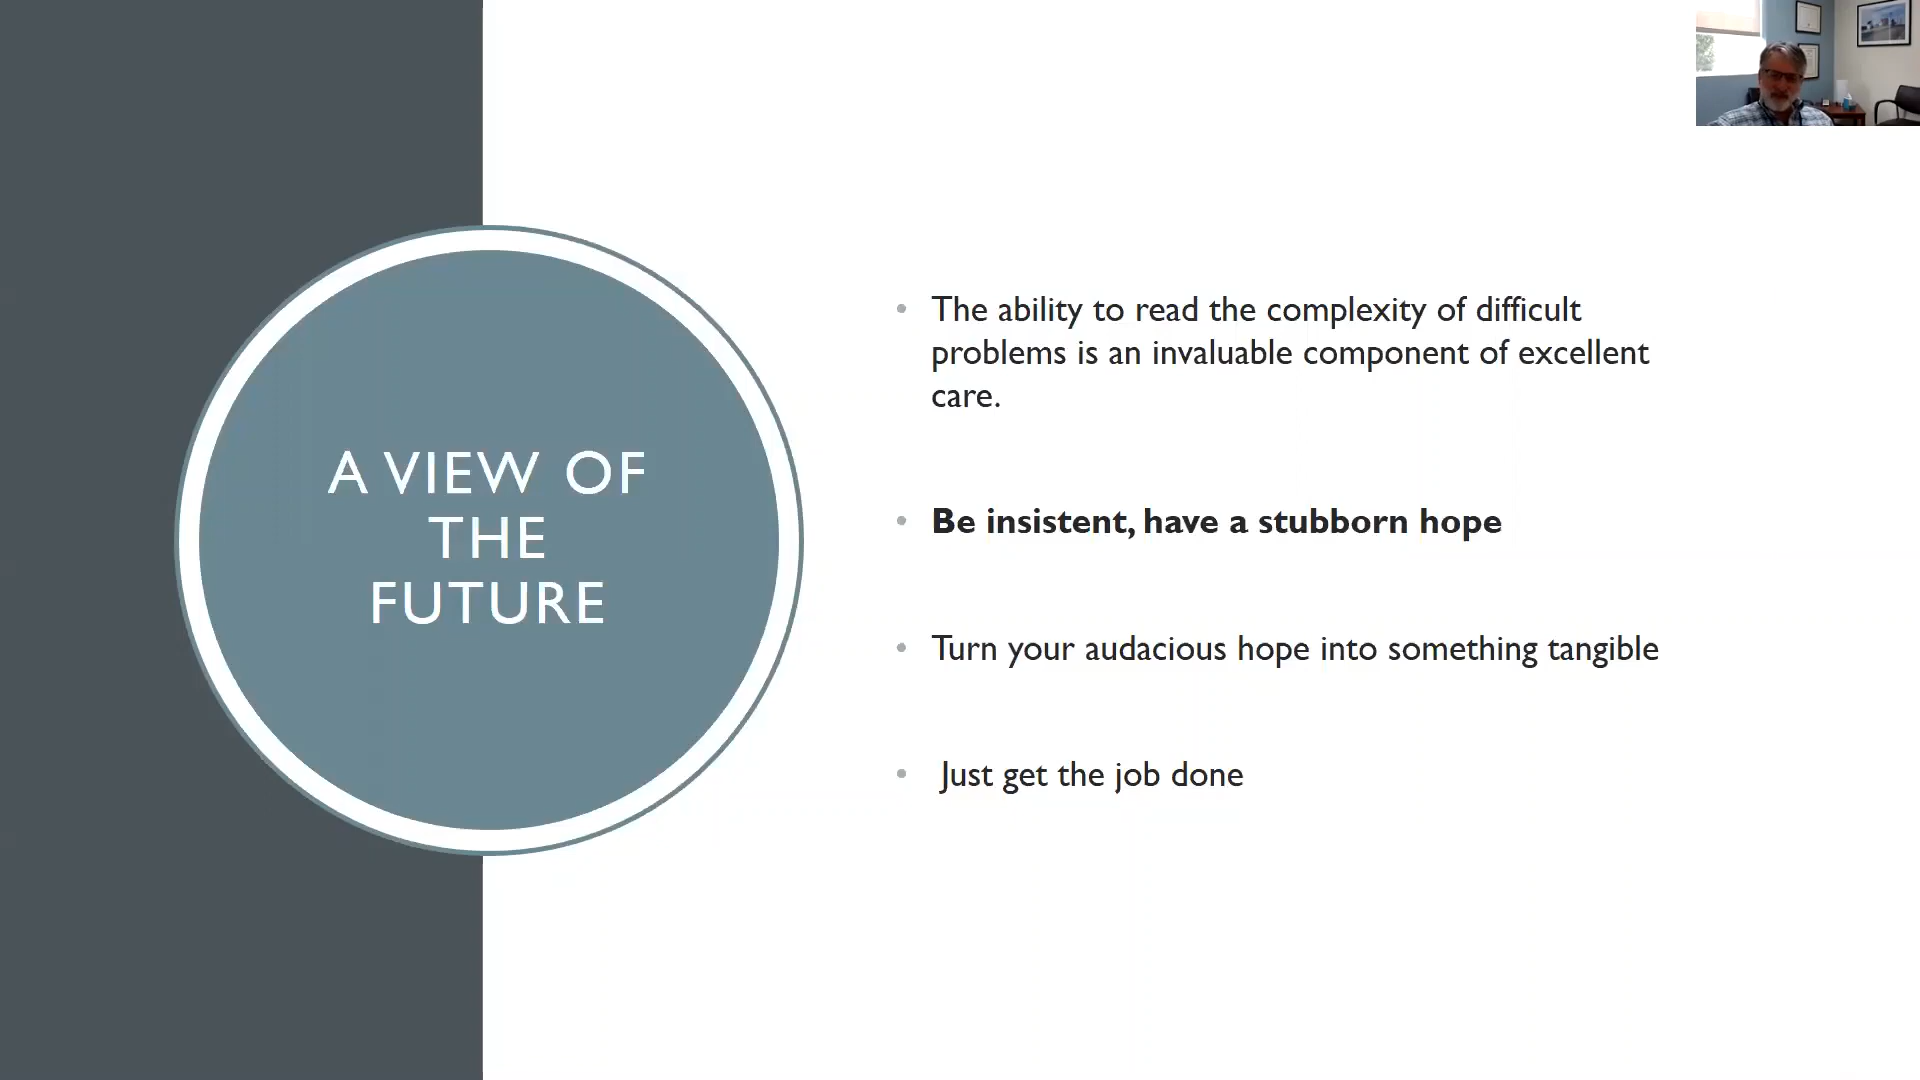 A VIEW OF
THE
FUTURE
• The ability to read the complexity of difficult
problems is an invaluable component of excellent
care.
• Be insistent, have a stubborn hope
• Turn your audacious hope into something tangible
• Just get the job done